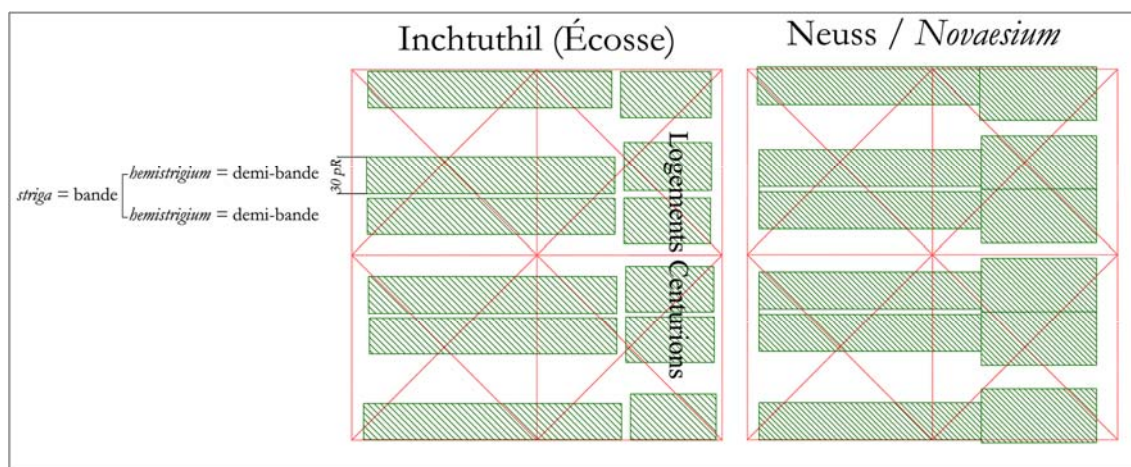 Inchtuthil (Écosse)
Neuss / Novaesium
hemistrigium = demi-bande
striga = bande
hemistrigium = demi-bande
30 pR
Logements Centurions